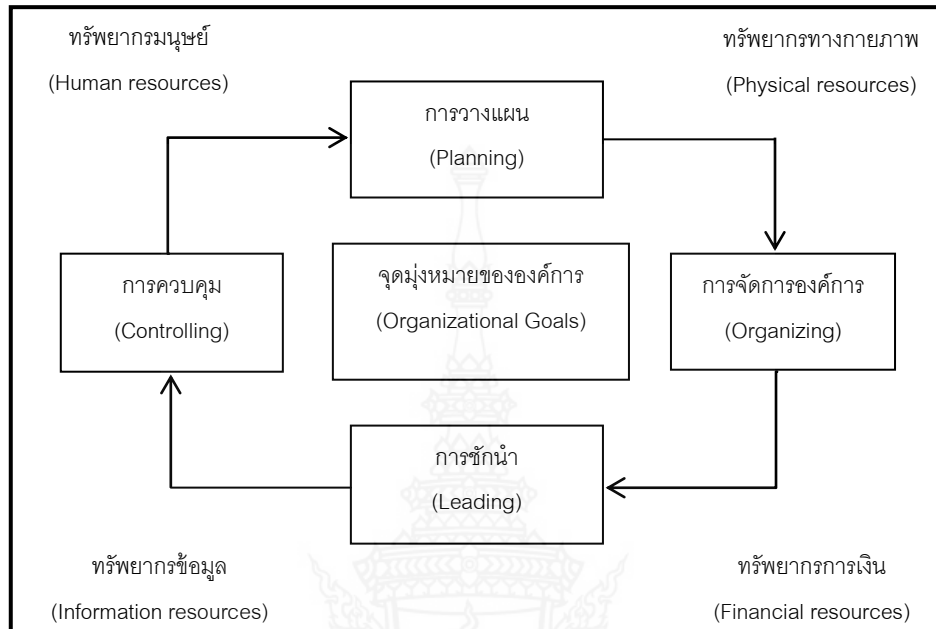 ทรัพยากรมนุษย์
(Human resources)
ทรัพยากรทางกายภาพ
(Physical resources)
การวางแผน
(Planning)
การควบคุม
(Controlling)
จุดมุ่งหมายขององค์การ
(Organizational Goals)
การจัดการองค์การ
(Organizing)
การชักนำ
(Leading)
ทรัพยากรข้อมูล
(Information resources)
ทรัพยากรการเงิน
(Financial resources)